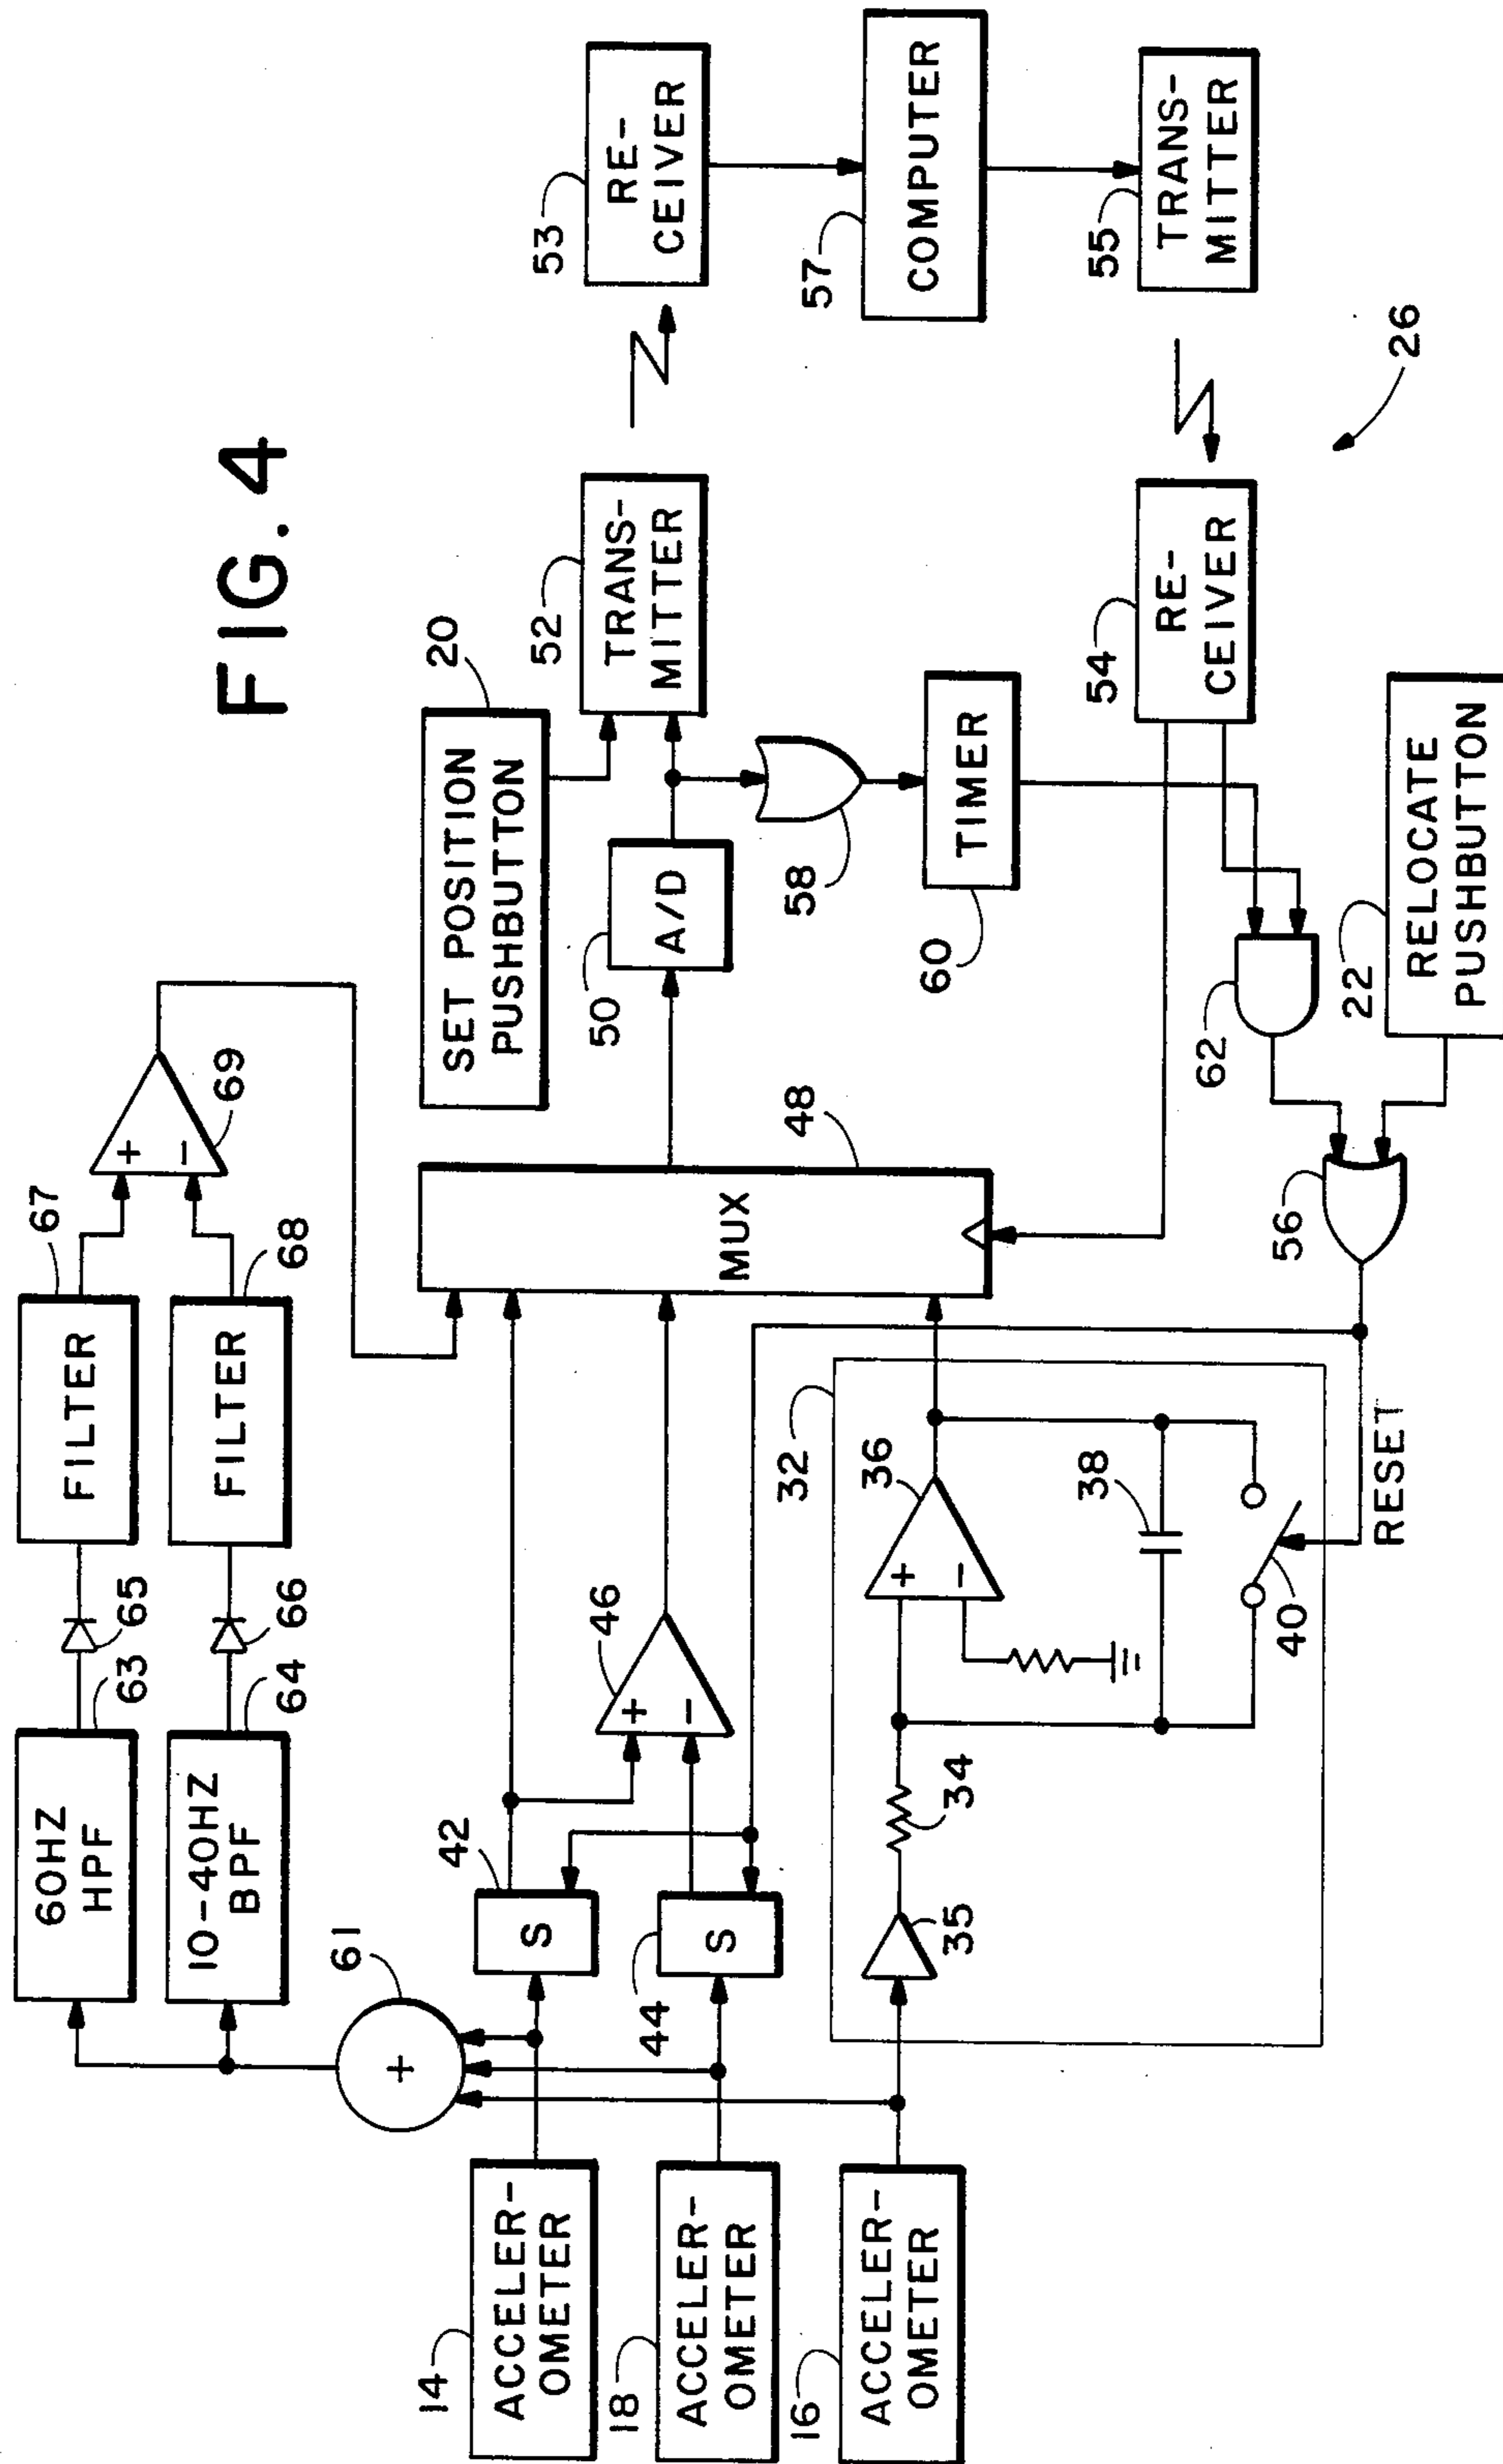 FIG. 4
60HZ
HPF
63
65
FILTER
67
10-40HZ
BPF
64
66
FILTER
68
+
-
69
61
+
14
ACCELER-
OMETER
18
ACCELER-
OMETER
16
ACCELER-
OMETER
42
S
44
S
46
+
-
32
35
34
36
+
-
38
40
RESET
MUX
48
SET POSITION
PUSHBUTTON
20
50
A/D
52
TRANS-
MITTER
58
TIMER
60
53
RE-
CEIVER
57
COMPUTER
55
TRANS-
MITTER
54
RE-
CEIVER
62
56
22
RELOCATE
PUSHBUTTON
26